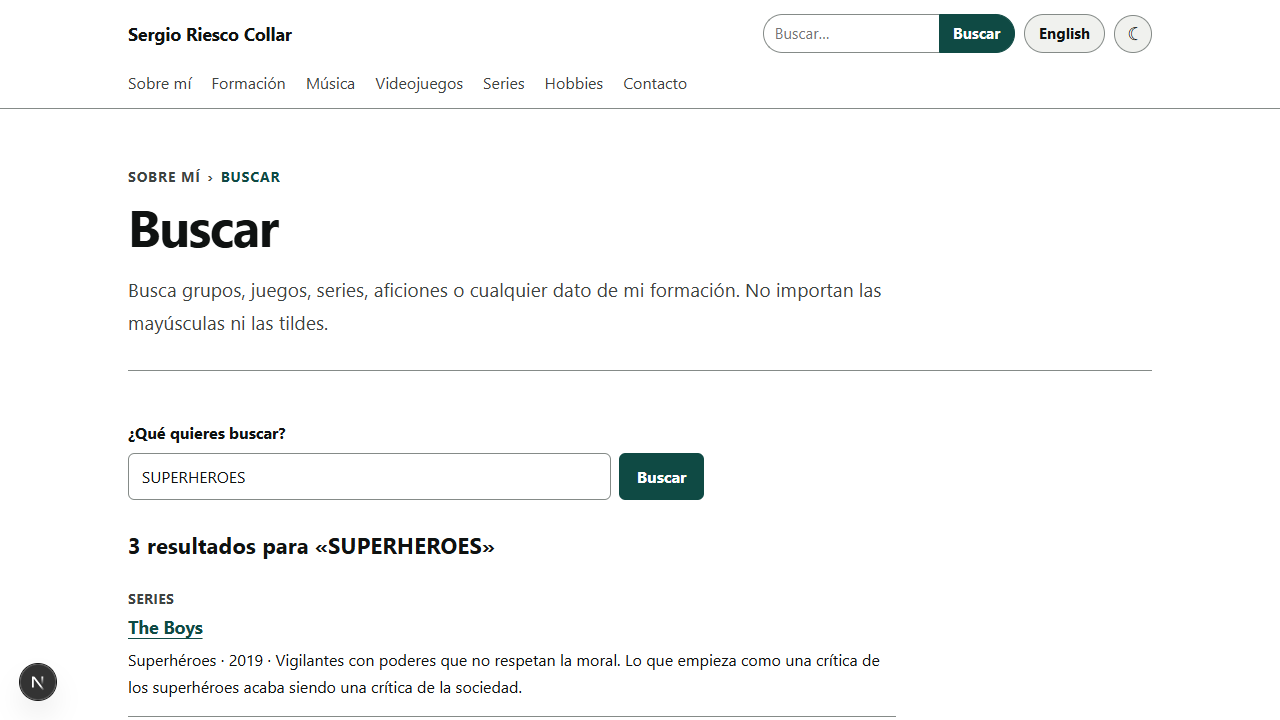 Sergio Riesco Collar
Buscar...
Buscar
English
Sobre mí
Formación
Música
Videojuegos
Series
Hobbies
Contacto
SOBRE MÍ › BUSCAR
Buscar
Busca grupos, juegos, series, aficiones o cualquier dato de mi formación. No importan las
mayúsculas ni las tildes.
¿Qué quieres buscar?
SUPERHEROES
Buscar
3 resultados para «SUPERHEROES»
SERIES
The Boys
Superhéroes · 2019 · Vigilantes con poderes que no respetan la moral. Lo que empieza como una crítica de
los superhéroes acaba siendo una crítica de la sociedad.
N